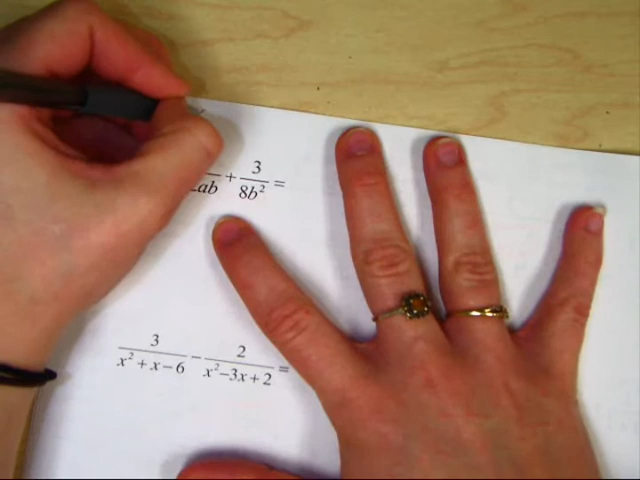 ab + 3/8b² =
3/(x² + x − 6) − 2/(x² − 3x + 2) =